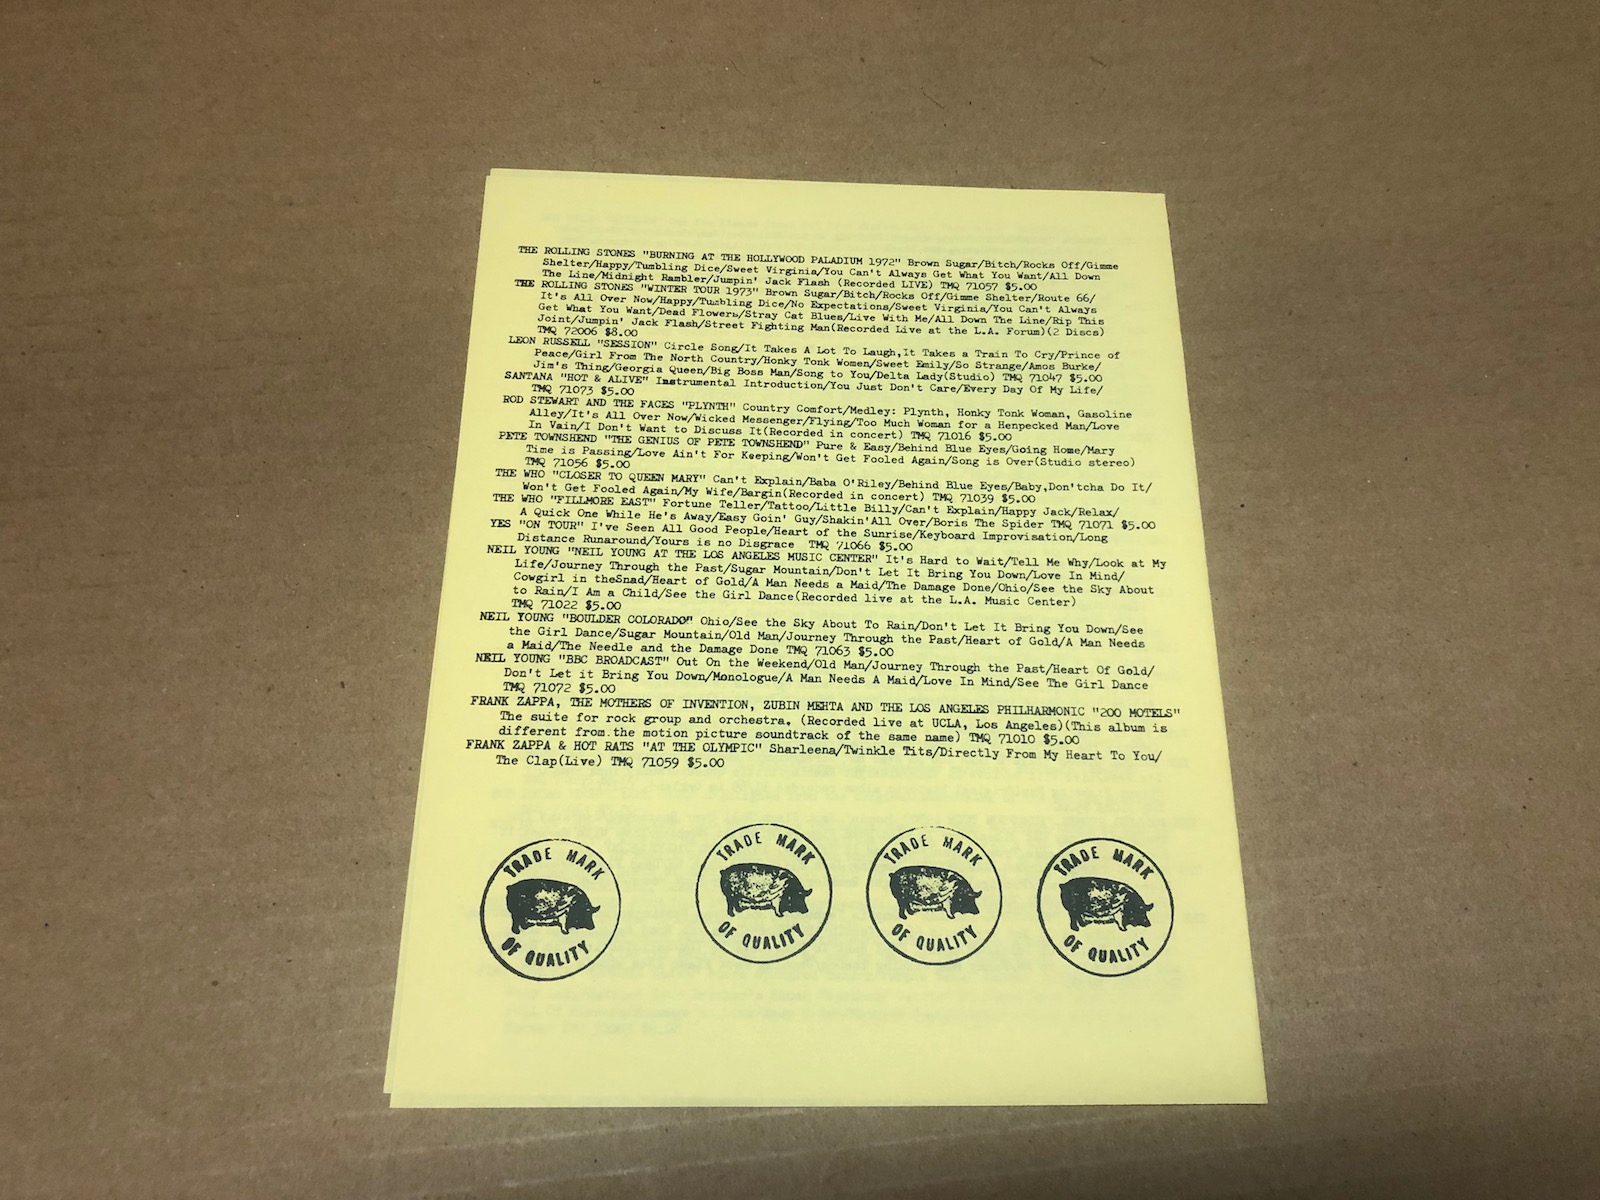 THE ROLLING STONES "BURNING AT THE HOLLYWOOD PALADIUM 1972" Brown Sugar/Bitch/Rocks Off/Gimme
Shelter/Happy/Tumbling Dice/Sweet Virginia/You Can't Always Get What You Want/All Down
The Line/Midnight Rambler/Jumpin' Jack Flash (Recorded LIVE) TMQ 71057 $5.00
THE ROLLING STONES "WINTER TOUR 1973" Brown Sugar/Bitch/Rocks Off/Gimme Shelter/Route 66/
It's All Over Now/Happy/Tumbling Dice/No Expectations/Sweet Virginia/You Can't Always
Get What You Want/Dead Flowers/Stray Cat Blues/Live With Me/All Down The Line/Rip This
Joint/Jumpin' Jack Flash/Street Fighting Man(Recorded Live at the L.A. Forum)(2 Discs)
TMQ 72006 $8.00
LEON RUSSELL "SESSION" Circle Song/It Takes A Lot To Laugh,It Takes a Train To Cry/Prince of
Peace/Girl From The North Country/Honky Tonk Women/Sweet Emily/So Strange/Amos Burke/
Jim's Thing/Georgia Queen/Big Boss Man/Song to You/Delta Lady(Studio) TMQ 71047 $5.00
SANTANA "HOT & ALIVE" Instrumental Introduction/You Just Don't Care/Every Day Of My Life/
TMQ 71073 $5.00
ROD STEWART AND THE FACES "PLYNTH" Country Comfort/Medley: Plynth, Honky Tonk Woman, Gasoline
Alley/It's All Over Now/Wicked Messenger/Flying/Too Much Woman for a Henpecked Man/Love
In Vain/I Don't Want to Discuss It(Recorded in concert) TMQ 71016 $5.00
PETE TOWNSHEND "THE GENIUS OF PETE TOWNSHEND" Pure & Easy/Behind Blue Eyes/Going Home/Mary
Time is Passing/Love Ain't For Keeping/Won't Get Fooled Again/Song is Over(Studio stereo)
TMQ 71056 $5.00
THE WHO "CLOSER TO QUEEN MARY" Can't Explain/Baba O'Riley/Behind Blue Eyes/Baby,Don'tcha Do It/
Won't Get Fooled Again/My Wife/Bargin(Recorded in concert) TMQ 71039 $5.00
THE WHO "FILLMORE EAST" Fortune Teller/Tattoo/Little Billy/Can't Explain/Happy Jack/Relax/
A Quick One While He's Away/Easy Goin' Guy/Shakin'All Over/Boris The Spider TMQ 71071 $5.00
YES "ON TOUR" I've Seen All Good People/Heart of the Sunrise/Keyboard Improvisation/Long
Distance Runaround/Yours is no Disgrace TMQ 71066 $5.00
NEIL YOUNG "NEIL YOUNG AT THE LOS ANGELES MUSIC CENTER" It's Hard to Wait/Tell Me Why/Look at My
Life/Journey Through the Past/Sugar Mountain/Don't Let It Bring You Down/Love In Mind/
Cowgirl in theSnad/Heart of Gold/A Man Needs a Maid/The Damage Done/Ohio/See the Sky About
to Rain/I Am a Child/See the Girl Dance(Recorded live at the L.A. Music Center)
TMQ 71022 $5.00
NEIL YOUNG "BOULDER COLORADO" Ohio/See the Sky About To Rain/Don't Let It Bring You Down/See
the Girl Dance/Sugar Mountain/Old Man/Journey Through the Past/Heart of Gold/A Man Needs
a Maid/The Needle and the Damage Done TMQ 71063 $5.00
NEIL YOUNG "BBC BROADCAST" Out On the Weekend/Old Man/Journey Through the Past/Heart Of Gold/
Don't Let it Bring You Down/Monologue/A Man Needs A Maid/Love In Mind/See The Girl Dance
TMQ 71072 $5.00
FRANK ZAPPA, THE MOTHERS OF INVENTION, ZUBIN MEHTA AND THE LOS ANGELES PHILHARMONIC "200 MOTELS"
The suite for rock group and orchestra. (Recorded live at UCLA, Los Angeles)(This album is
different from the motion picture soundtrack of the same name) TMQ 71010 $5.00
FRANK ZAPPA & HOT RATS "AT THE OLYMPIC" Sharleena/Twinkle Tits/Directly From My Heart To You/
The Clap(Live) TMQ 71059 $5.00
TRADE MARK
OF QUALITY
TRADE MARK
OF QUALITY
TRADE MARK
OF QUALITY
TRADE MARK
OF QUALITY